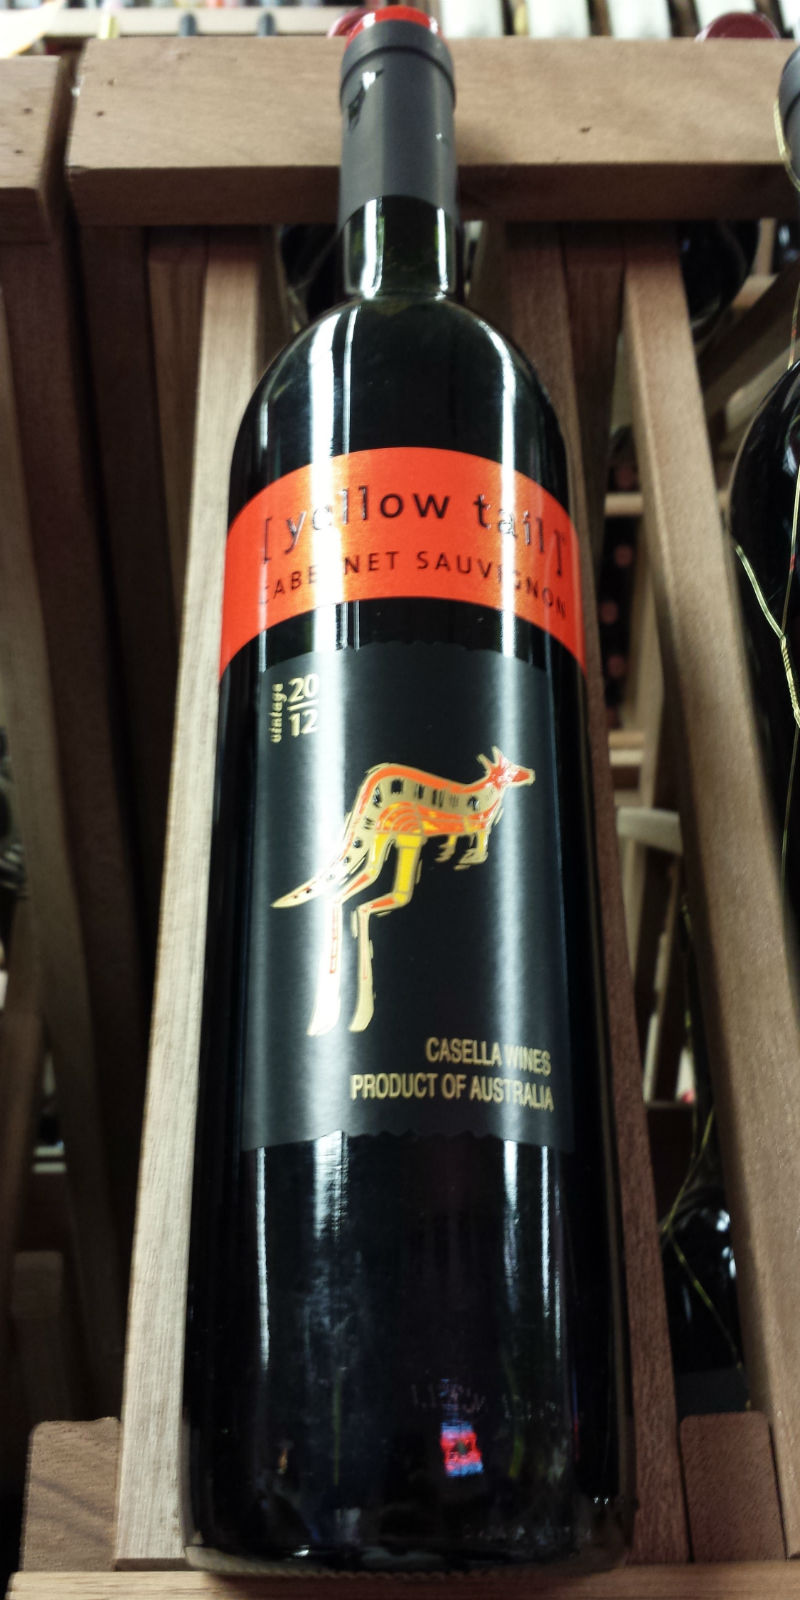 [ yellow tail ]
CABERNET SAUVIGNON
vintage
20
12
CASELLA WINES
PRODUCT OF AUSTRALIA